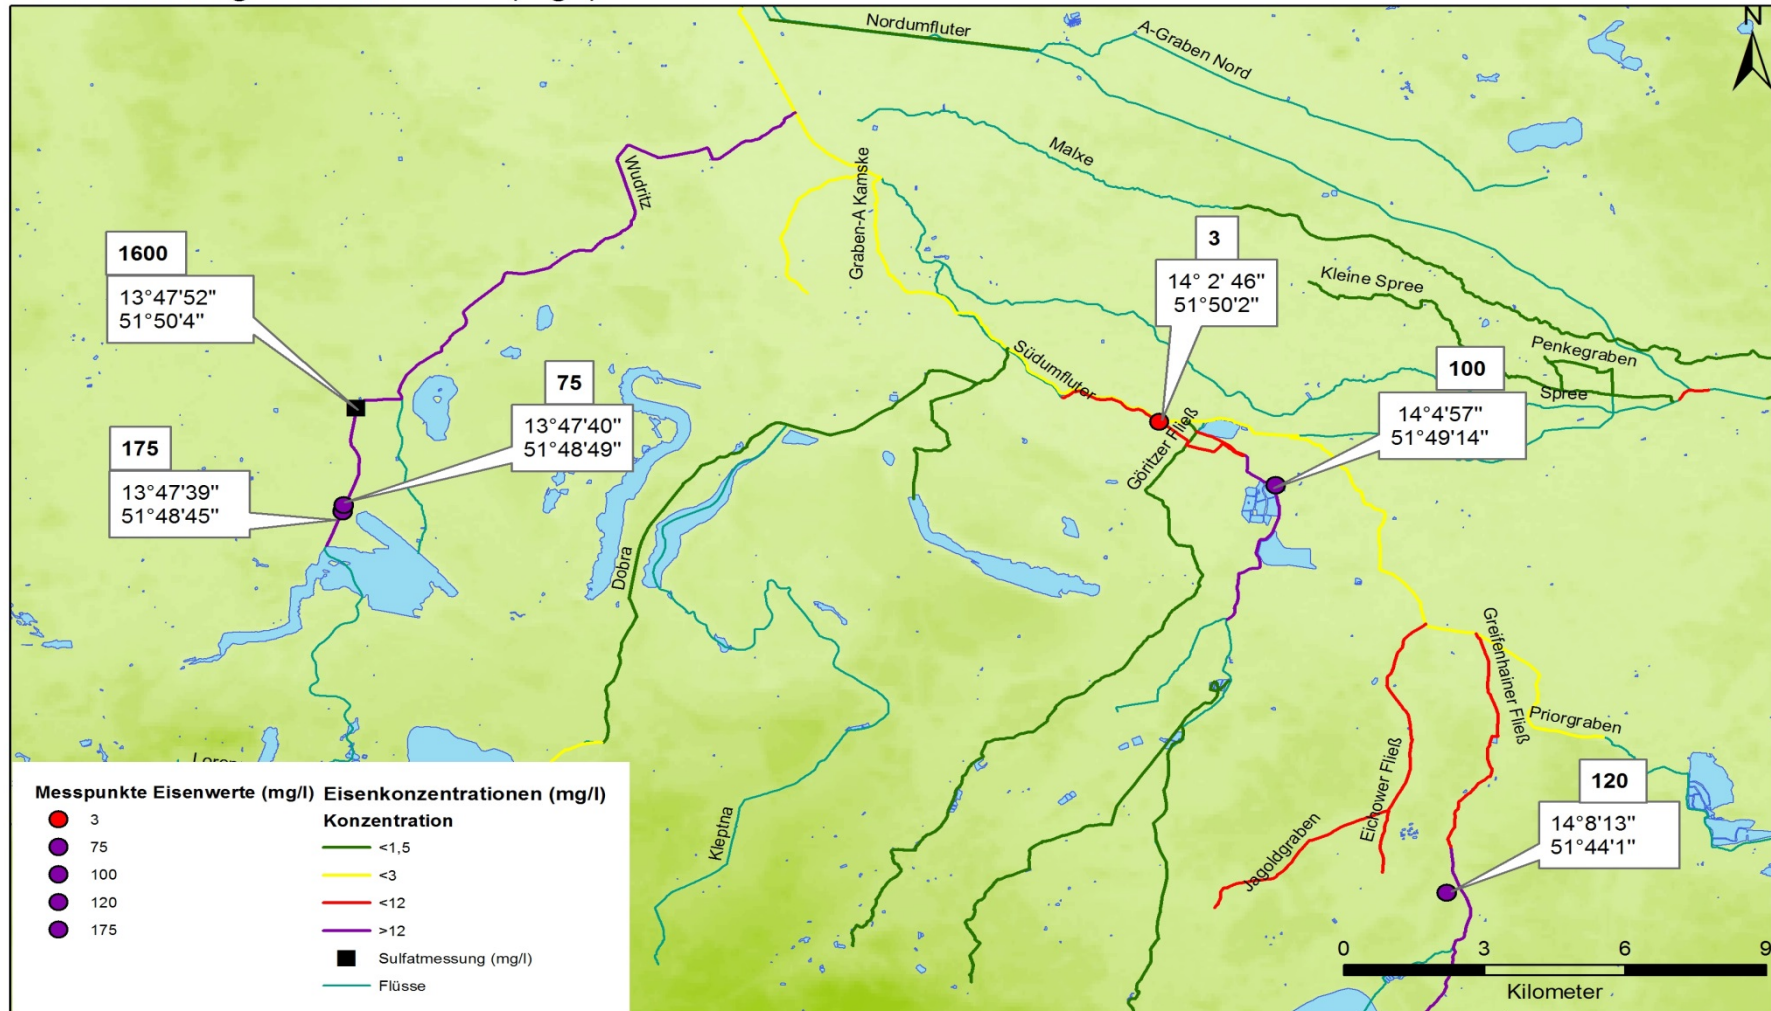 Nordumfluter
A-Graben Nord
N
Malxe
Wudritz
Graben-A Kamske
1600
13°47'52"
51°50'4"
3
14° 2' 46"
51°50'2"
Kleine Spree
Penkegraben
Spree
Südumfluter
75
13°47'40"
51°48'49"
100
14°4'57"
51°49'14"
175
13°47'39"
51°48'45"
Göritzer Fließ
Dobra
Greifenhainer Fließ
Priorgraben
Eichower Fließ
Jagoldgraben
Kleptna
120
14°8'13"
51°44'1"
Messpunkte Eisenwerte (mg/l)
3
75
100
120
175
Eisenkonzentrationen (mg/l)
Konzentration
<1,5
<3
<12
>12
Sulfatmessung (mg/l)
Flüsse
0 3 6 9
Kilometer